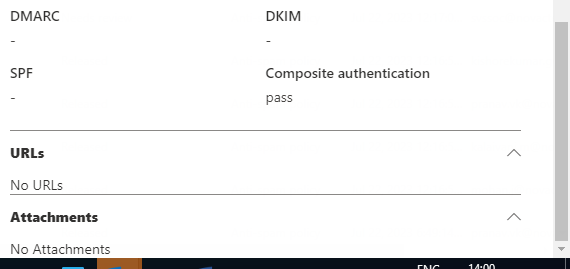 DMARC DKIM
- -
SPF Composite authentication
- pass
URLs
No URLs
Attachments
No Attachments
ENG 14:00